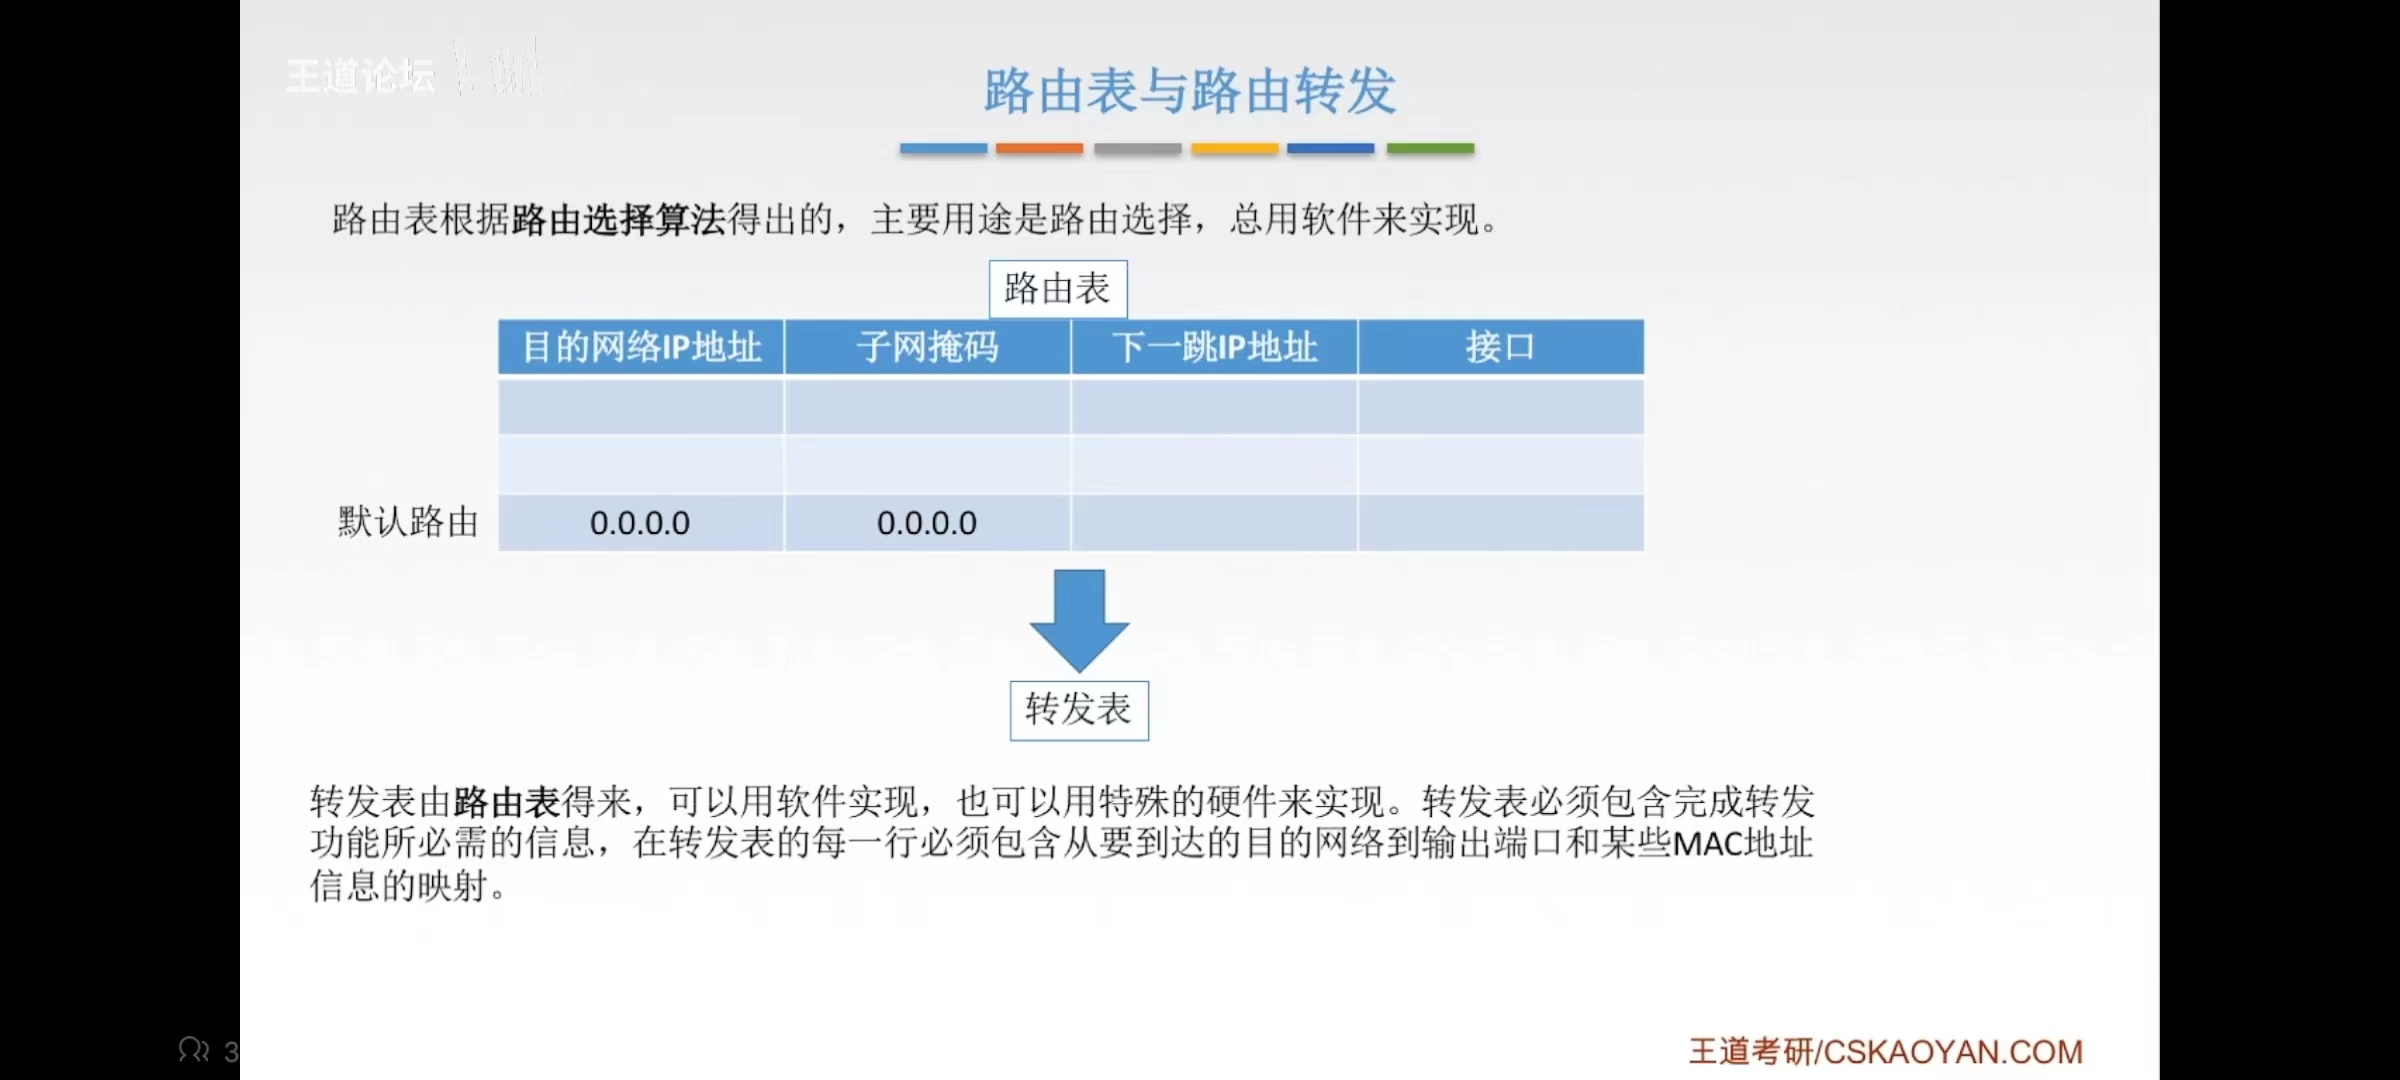 王道论坛
路由表与路由转发
路由表根据路由选择算法得出的，主要用途是路由选择，总用软件来实现。
路由表
目的网络IP地址 子网掩码 下一跳IP地址 接口
默认路由 0.0.0.0 0.0.0.0
转发表
转发表由路由表得来，可以用软件实现，也可以用特殊的硬件来实现。转发表必须包含完成转发
功能所必需的信息，在转发表的每一行必须包含从要到达的目的网络到输出端口和某些MAC地址
信息的映射。
3
王道考研/CSKAOYAN.COM